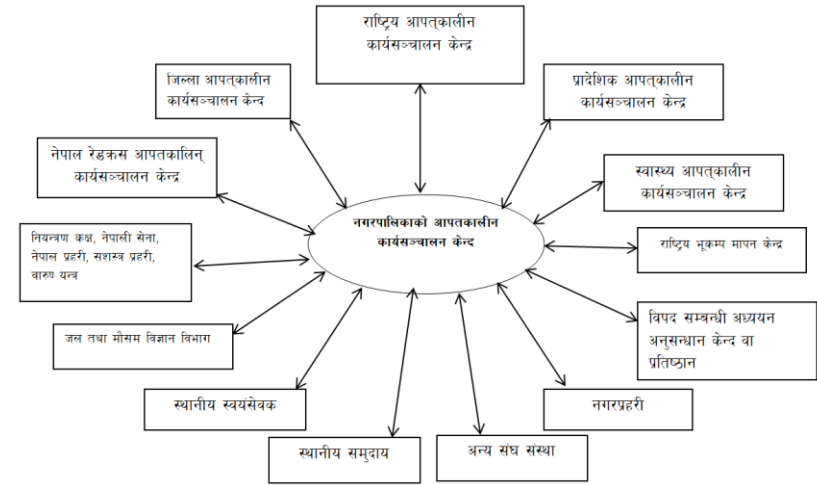 राष्ट्रिय आपत्कालीन
कार्यसञ्चालन केन्द्र
जिल्ला आपत्कालीन
कार्यसञ्चालन केन्द
प्रादेशिक आपत्कालीन
कार्यसञ्चालन केन्द्र
नेपाल रेडक्रस आपतकालिन्
कार्यसञ्चालन केन्द्र
स्वास्थ्य आपत्कालीन
कार्यसञ्चालन केन्द्र
नगरपालिकाको आपतकालीन
कार्यसञ्चालन केन्द
नियन्त्रण कक्ष, नेपाली सेना,
नेपाल प्रहरी, सशस्त्र प्रहरी,
वारुण यन्त्र
राष्ट्रिय भूकम्प मापन केन्द्र
जल तथा मौसम विज्ञान विभाग
विपद सम्बन्धी अध्ययन
अनुसन्धान केन्द वा
प्रतिष्ठान
स्थानीय स्वयंसेवक
नगरप्रहरी
स्थानीय समुदाय
अन्य संघ संस्था